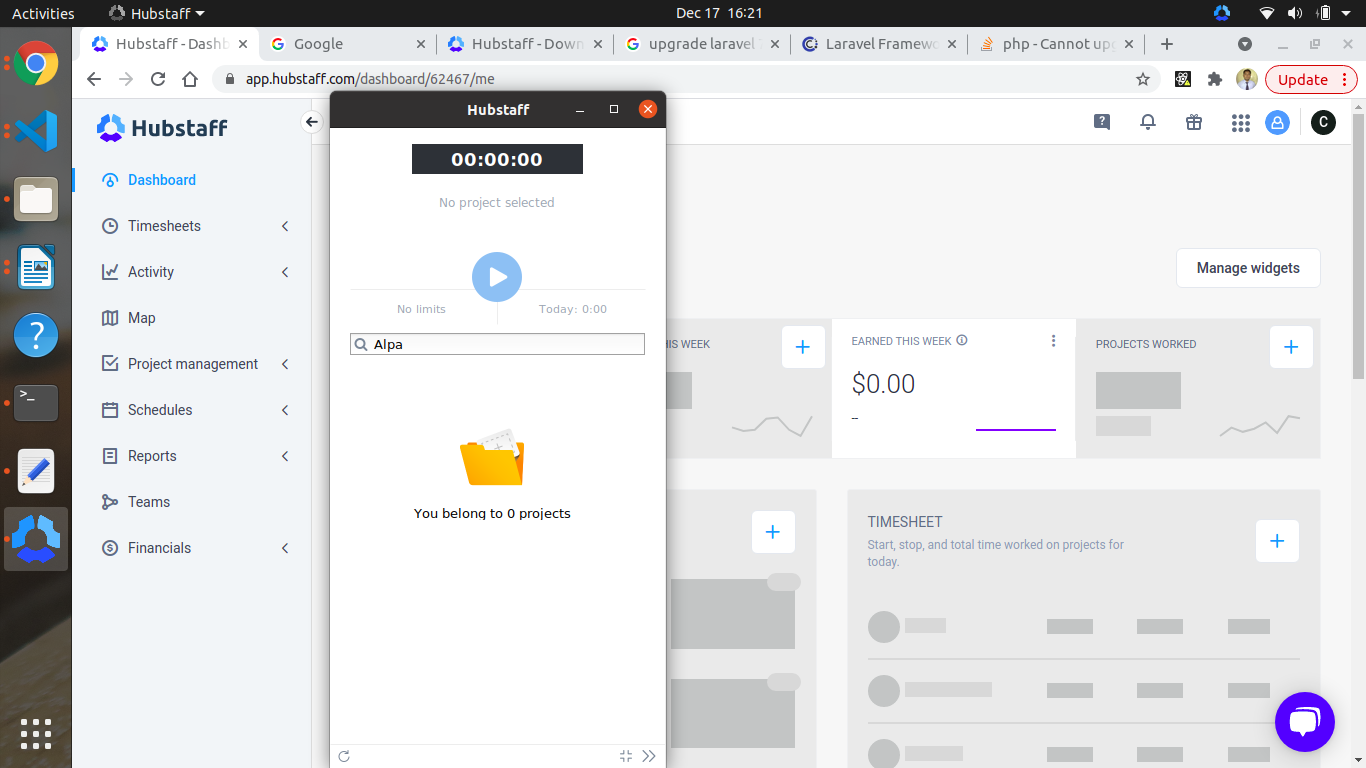 Activities
Hubstaff
Dec 17 16:21
Hubstaff - Dashb
Google
Hubstaff - Down
upgrade laravel
Laravel Framewo
php - Cannot upg
app.hubstaff.com/dashboard/62467/me
Update
Hubstaff
Dashboard
Timesheets
Activity
Map
Project management
Schedules
Reports
Teams
Financials
Hubstaff
00:00:00
No project selected
No limits
Today: 0:00
Alpa
You belong to 0 projects
C
Manage widgets
IS WEEK
EARNED THIS WEEK
$0.00
--
PROJECTS WORKED
TIMESHEET
Start, stop, and total time worked on projects for
today.